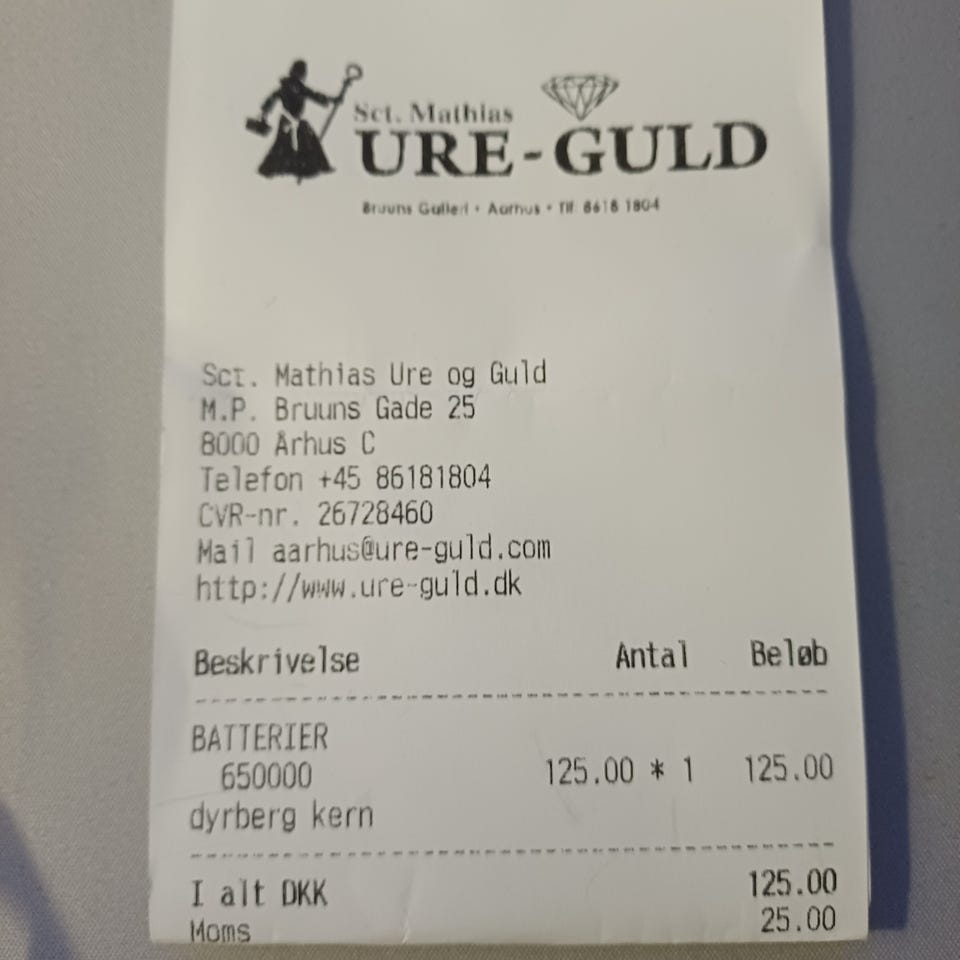 Sct. Mathias
URE-GULD
Bruuns Galleri • Aarhus • Tlf. 8618 1804
Sct. Mathias Ure og Guld
M.P. Bruuns Gade 25
8000 Århus C
Telefon +45 86181804
CVR-nr. 26728460
Mail aarhus@ure-guld.com
http://www.ure-guld.dk
Beskrivelse Antal Beløb
BATTERIER
650000 125.00 * 1 125.00
dyrberg kern
I alt DKK 125.00
Moms 25.00